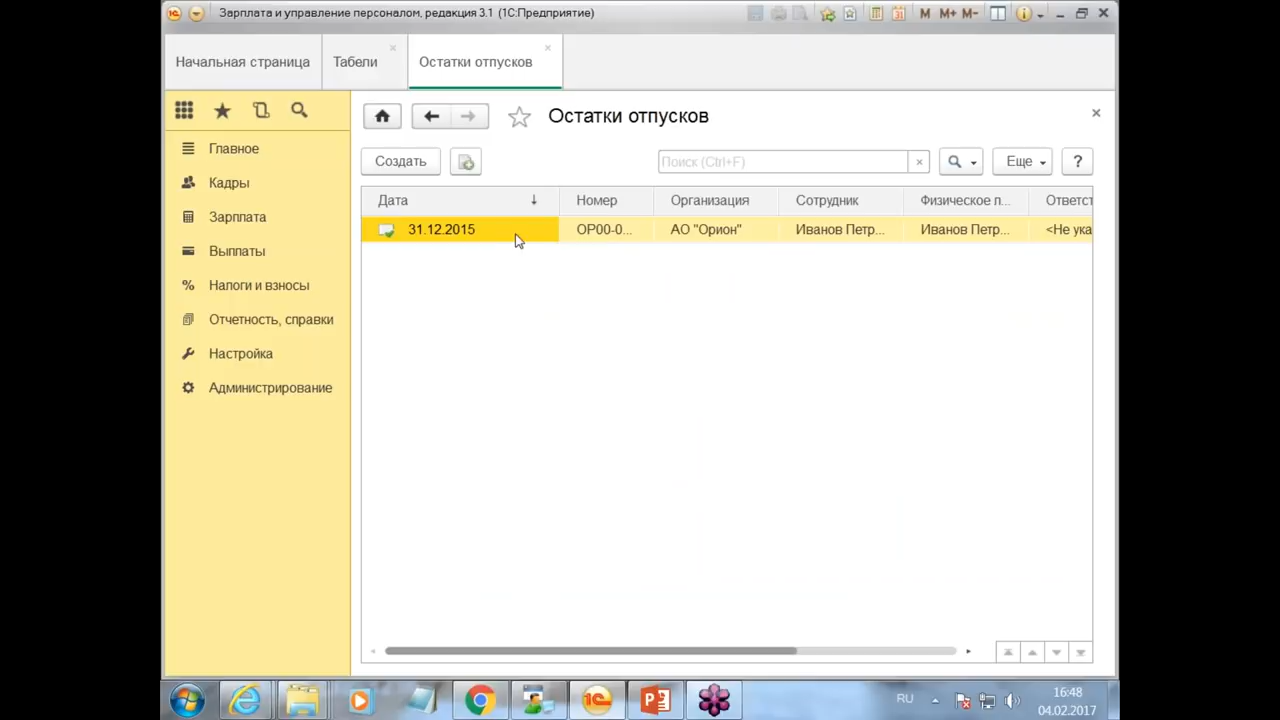 Зарплата и управление персоналом, редакция 3.1 (1С:Предприятие)
M M+ M-
Начальная страница
Табели
Остатки отпусков
Остатки отпусков
Создать
Поиск (Ctrl+F)
Еще
?
Главное
Кадры
Зарплата
Выплаты
Налоги и взносы
Отчетность, справки
Настройка
Администрирование
Дата Номер Организация Сотрудник Физическое п... Ответст
31.12.2015 ОР00-0... АО "Орион" Иванов Петр... Иванов Петр... <Не ука
RU
16:48
04.02.2017